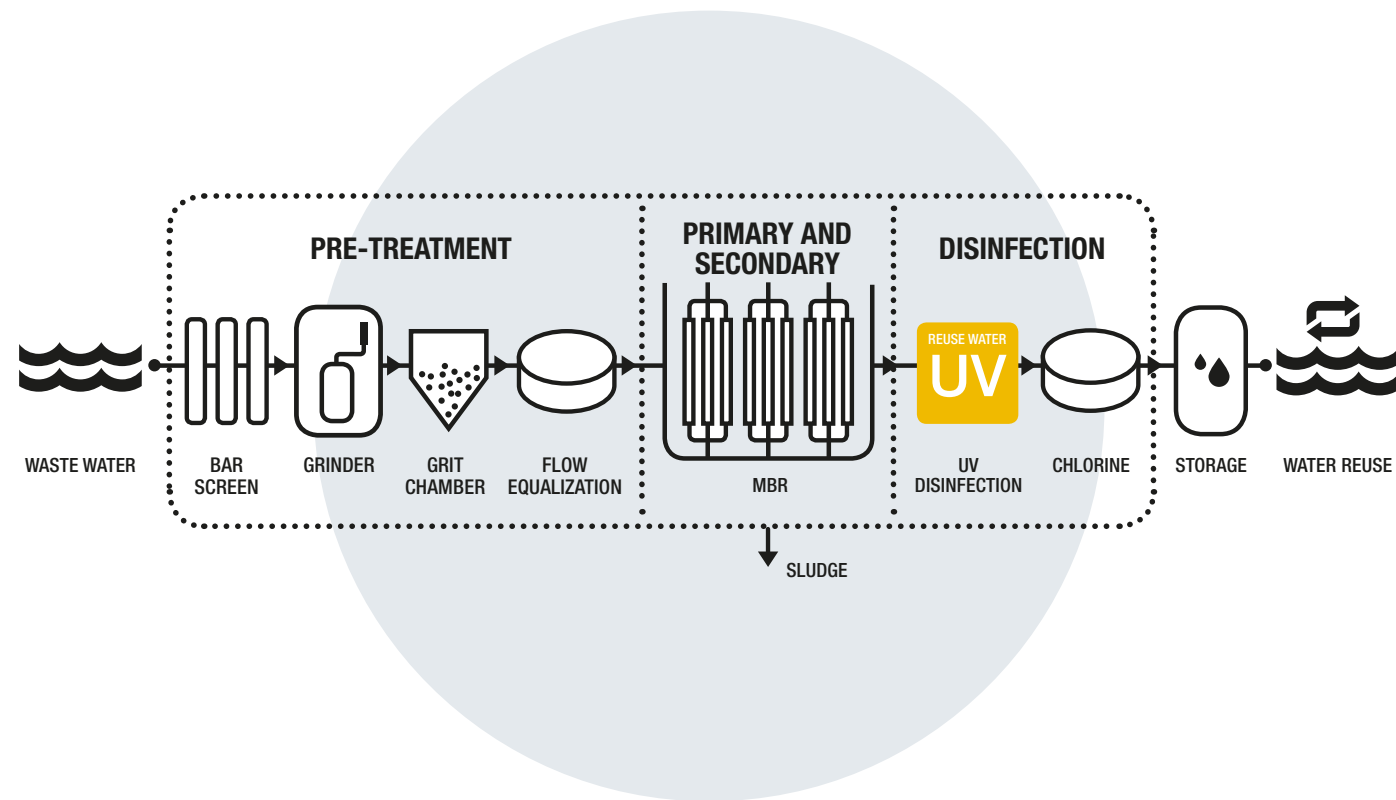 PRE-TREATMENT
PRIMARY AND
SECONDARY
DISINFECTION
REUSE WATER
UV
WASTE WATER
BAR
SCREEN
GRINDER
GRIT
CHAMBER
FLOW
EQUALIZATION
MBR
UV
DISINFECTION
CHLORINE
STORAGE
WATER REUSE
SLUDGE